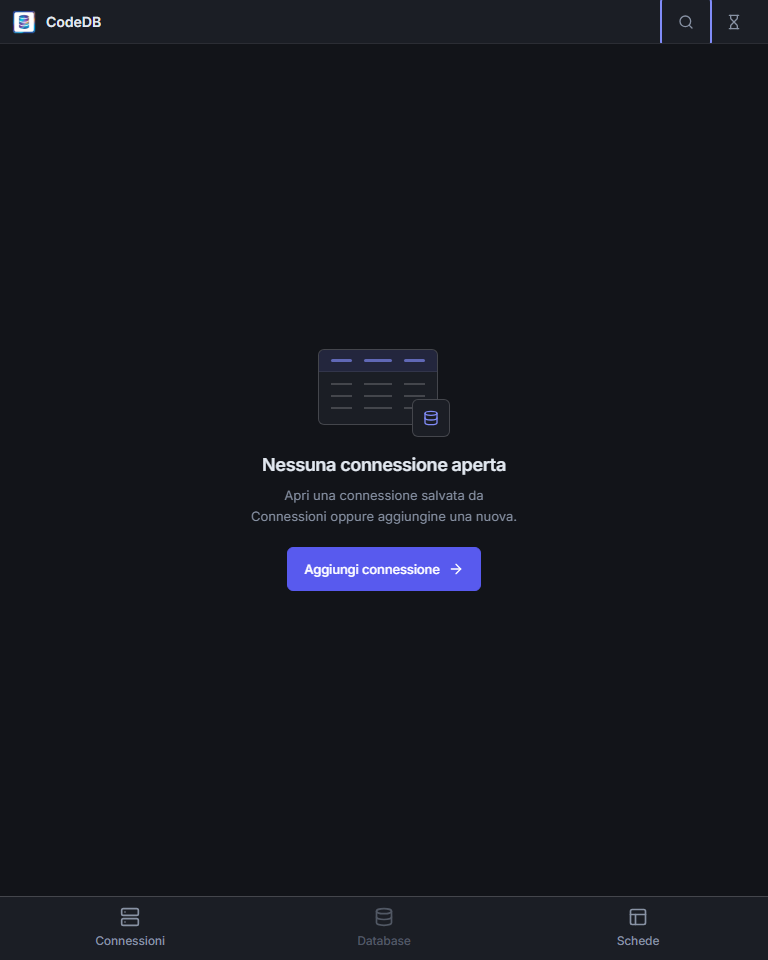 CodeDB
Nessuna connessione aperta
Apri una connessione salvata da
Connessioni oppure aggiungine una nuova.
Aggiungi connessione
Connessioni
Database
Schede